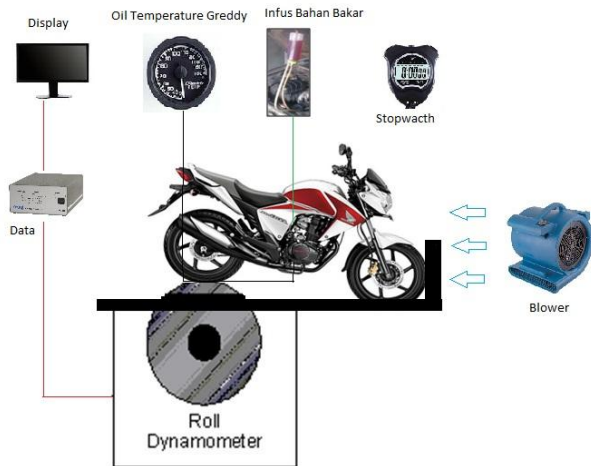 Display
Oil Temperature Greddy
Infus Bahan Bakar
Stopwacth
Data
Blower
Roll
Dynamometer